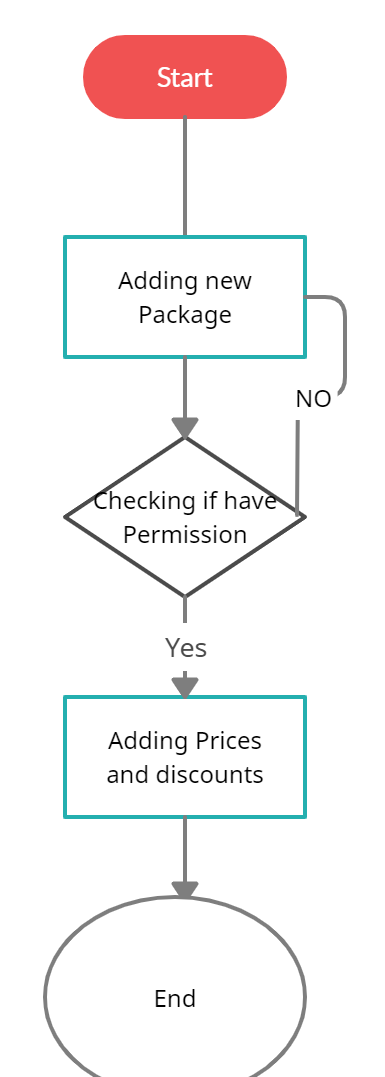 Start
Adding new
Package
NO
Checking if have
Permission
Yes
Adding Prices
and discounts
End